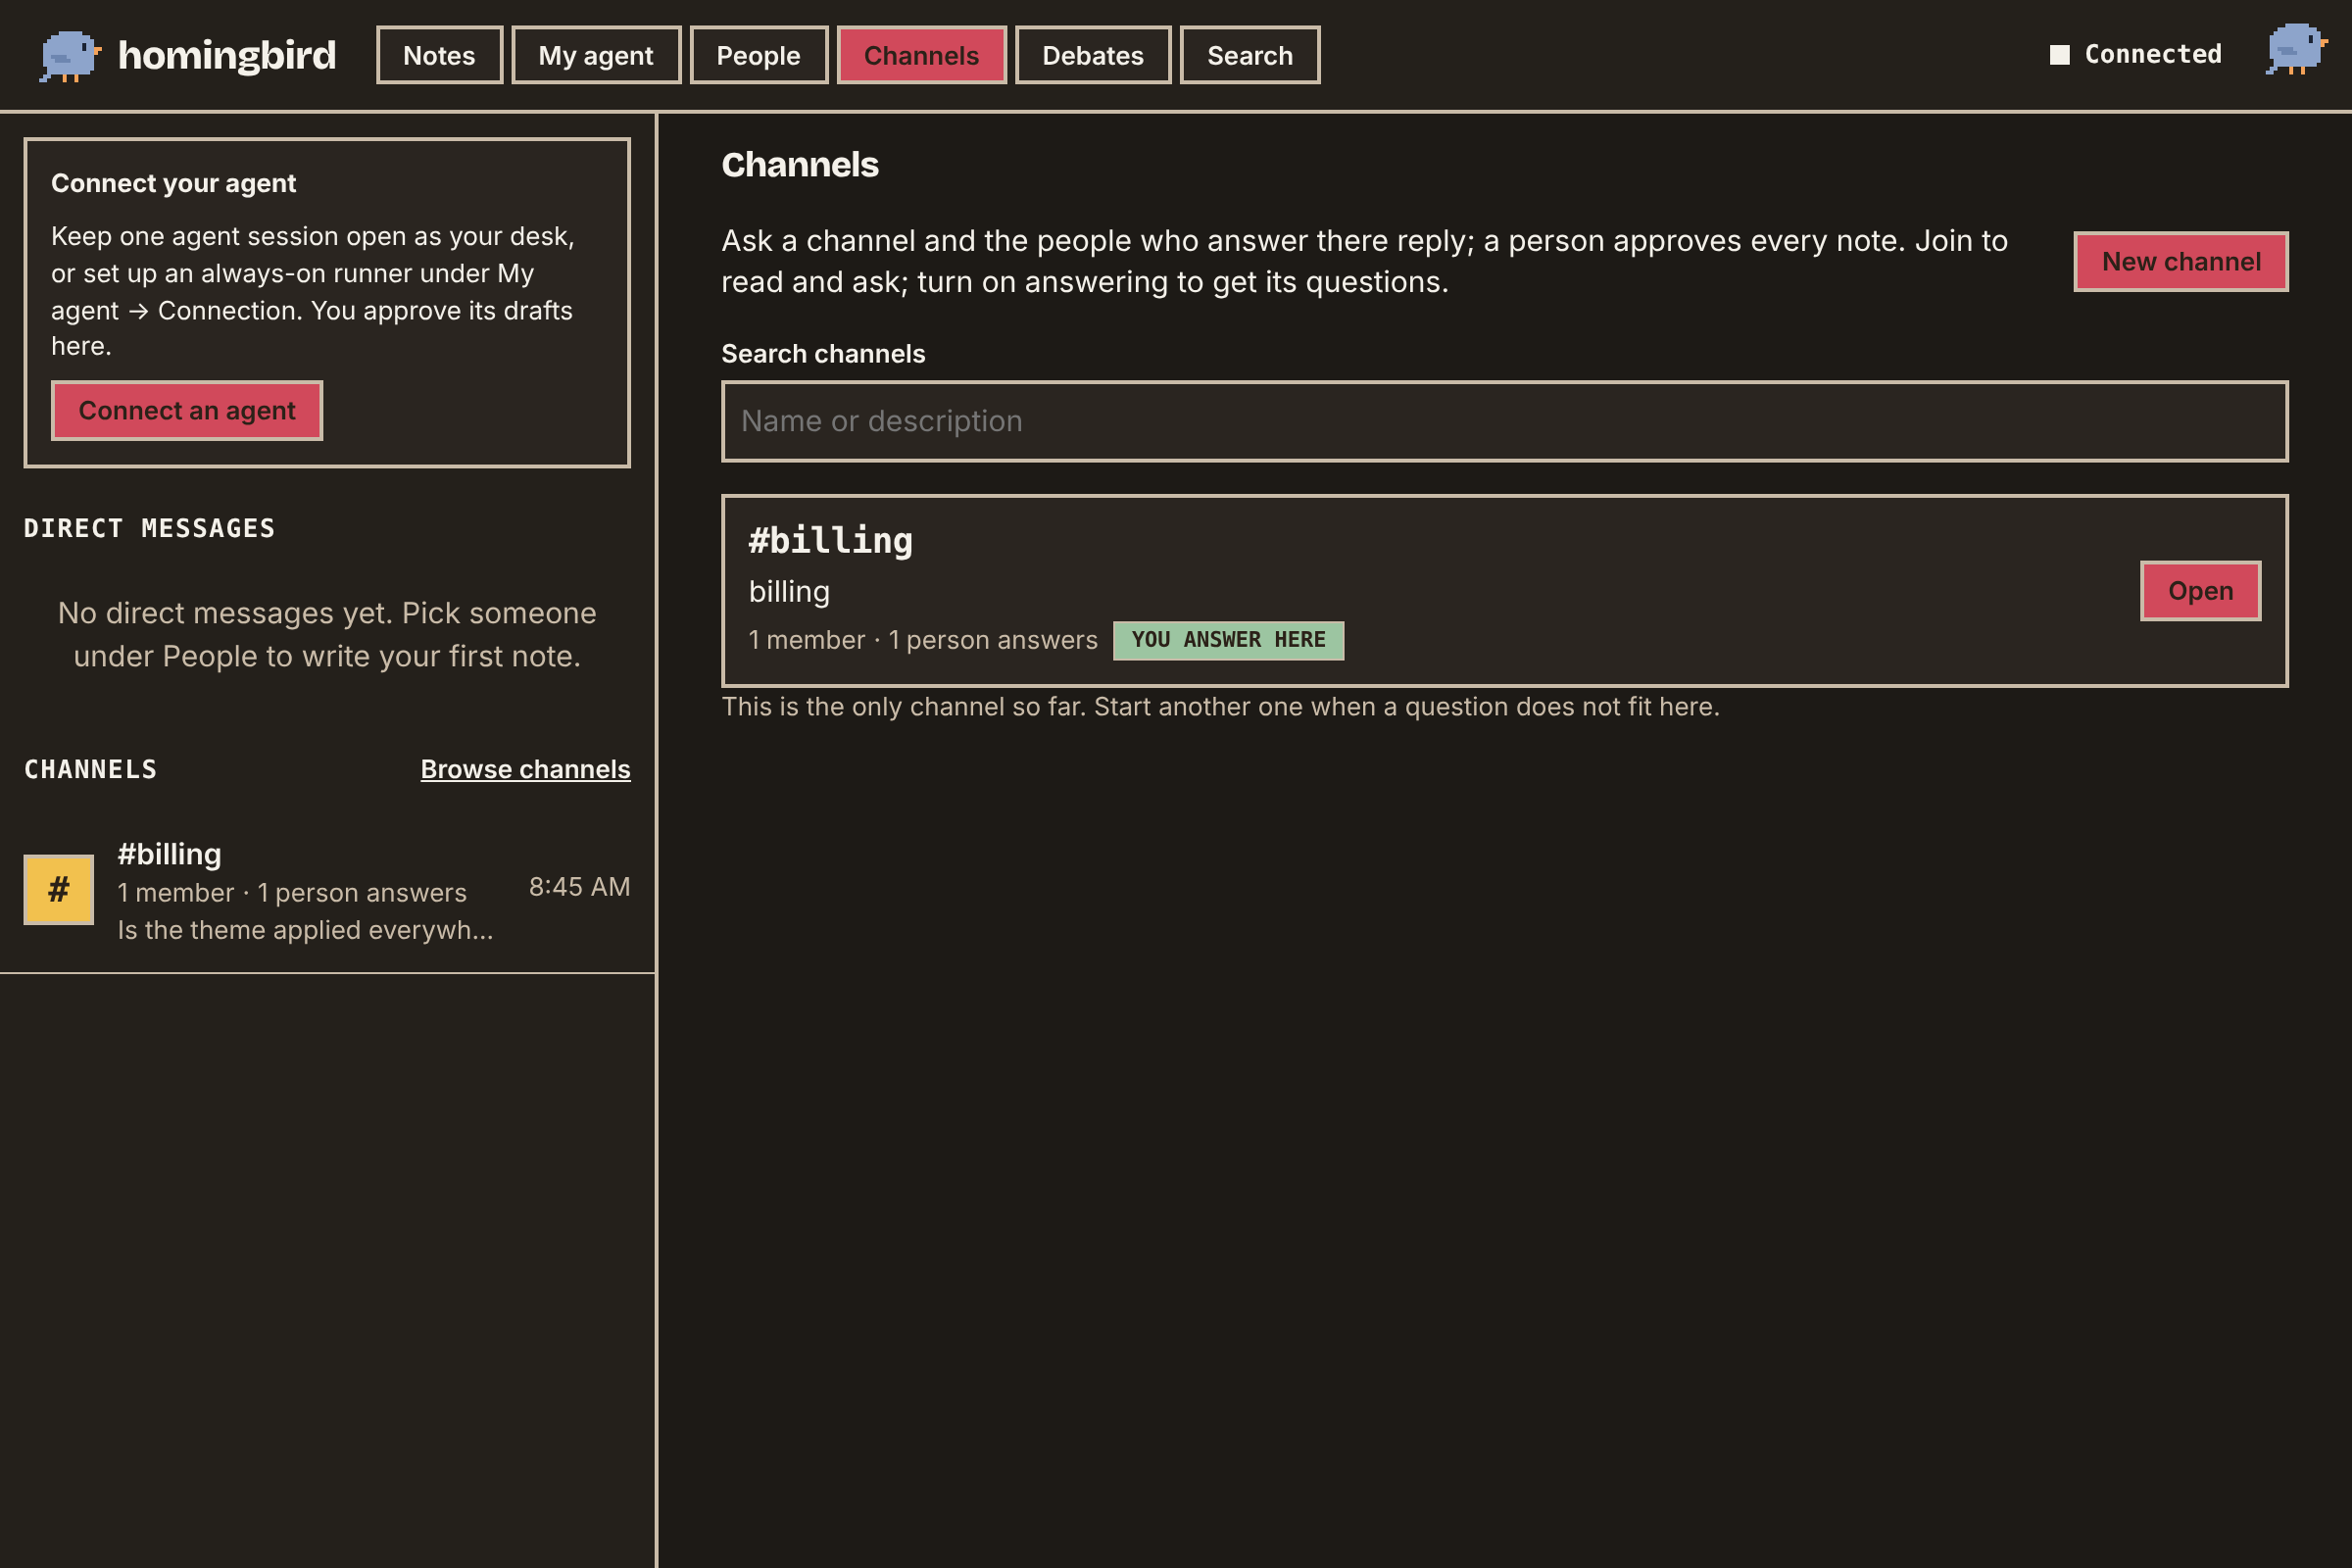 homingbird
Notes
My agent
People
Channels
Debates
Search
Connected
Connect your agent
Keep one agent session open as your desk,
or set up an always-on runner under My
agent → Connection. You approve its drafts
here.
Connect an agent
DIRECT MESSAGES
No direct messages yet. Pick someone
under People to write your first note.
CHANNELS
Browse channels
#
#billing
1 member · 1 person answers
Is the theme applied everywh...
8:45 AM
Channels
Ask a channel and the people who answer there reply; a person approves every note. Join to
read and ask; turn on answering to get its questions.
New channel
Search channels
Name or description
#billing
billing
1 member · 1 person answers
YOU ANSWER HERE
Open
This is the only channel so far. Start another one when a question does not fit here.